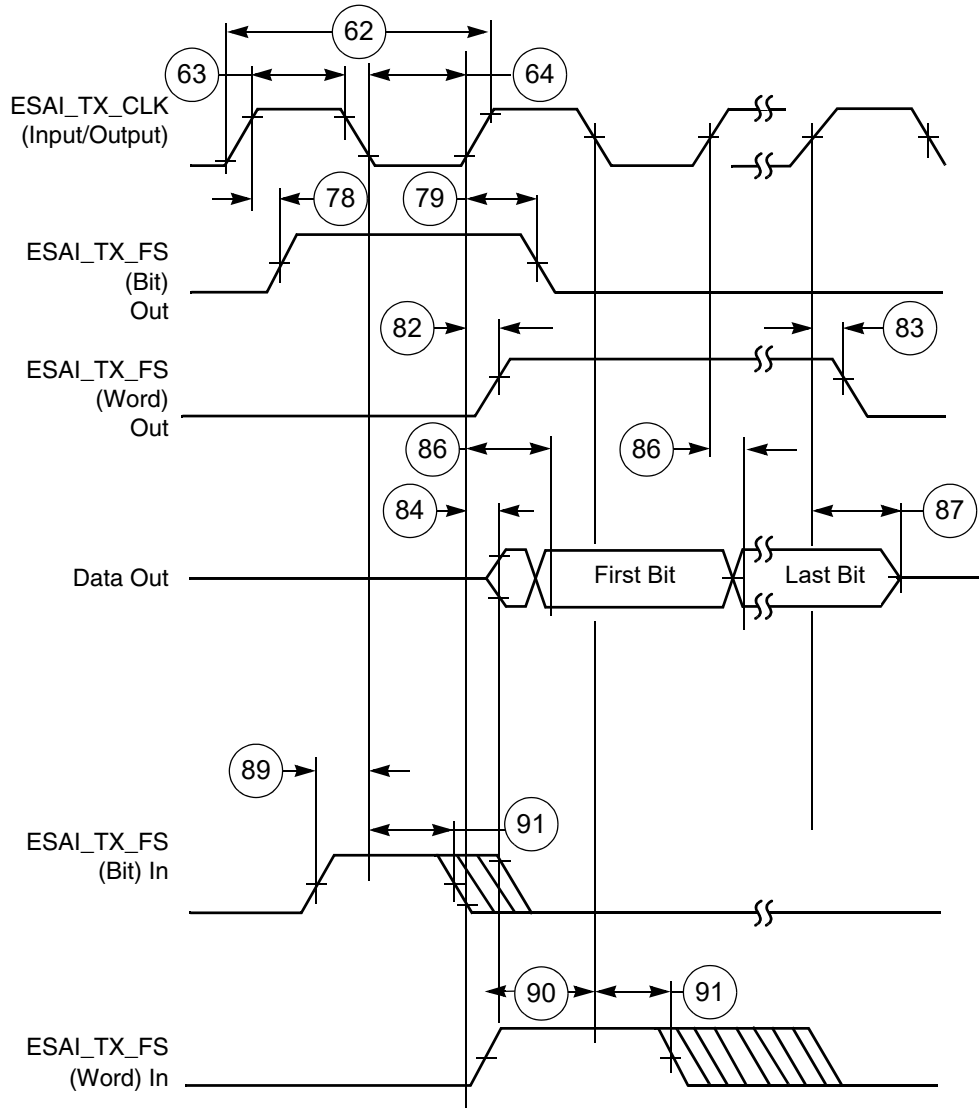 62
63
64
ESAI_TX_CLK
(Input/Output)
78
79
ESAI_TX_FS
(Bit)
Out
82
83
ESAI_TX_FS
(Word)
Out
86
86
84
87
Data Out
First Bit
Last Bit
89
91
ESAI_TX_FS
(Bit) In
90
91
ESAI_TX_FS
(Word) In